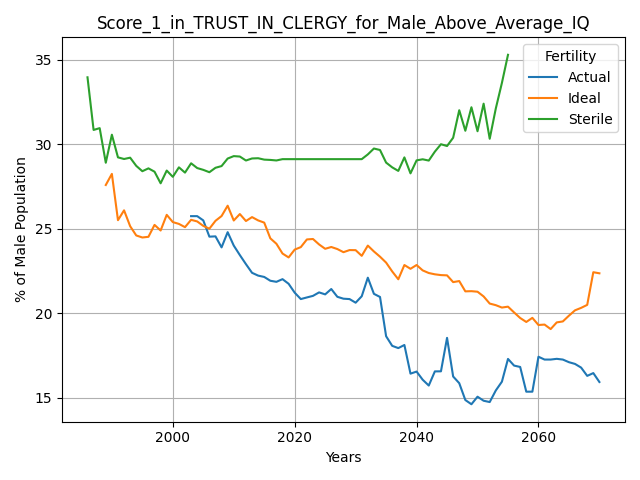 Score_1_in_TRUST_IN_CLERGY_for_Male_Above_Average_IQ
Fertility
Actual
Ideal
Sterile
% of Male Population
35
30
25
20
15
2000 2020 2040 2060
Years